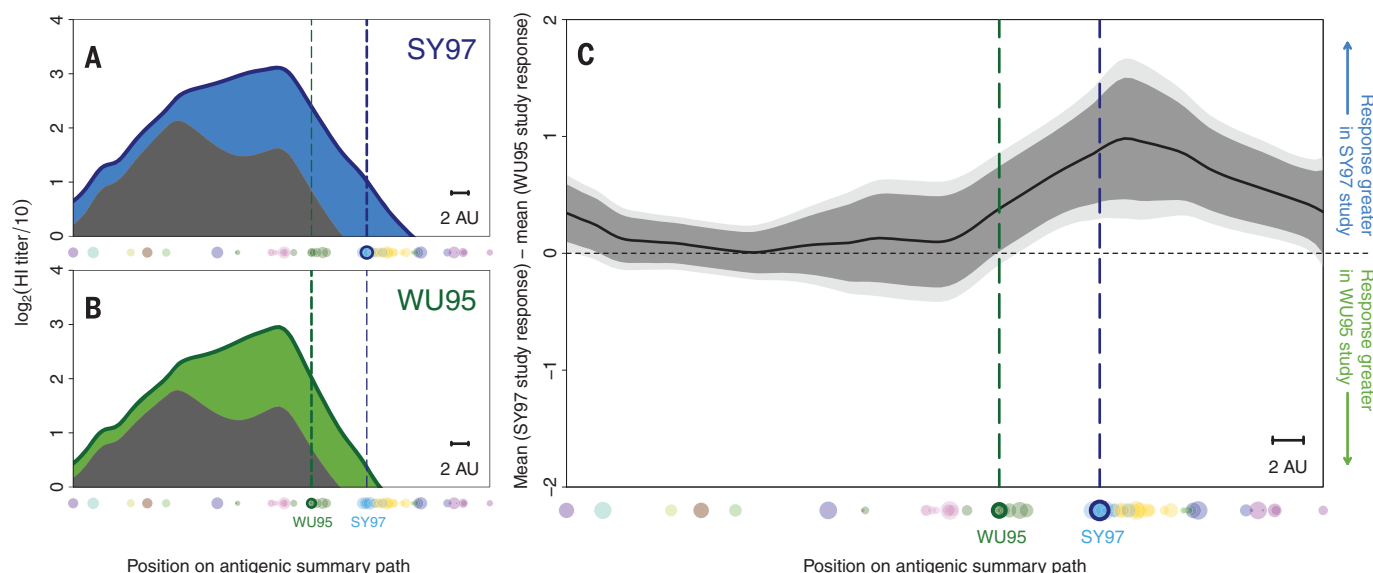 A
SY97
4
3
2
1
0
2 AU
B
WU95
4
3
2
1
0
2 AU
log2(HI titer/10)
WU95
SY97
Position on antigenic summary path
C
2
1
0
−1
−2
Mean (SY97 study response) − mean (WU95 study response)
2 AU
WU95
SY97
Position on antigenic summary path
Response greater
in SY97 study
Response greater
in WU95 study